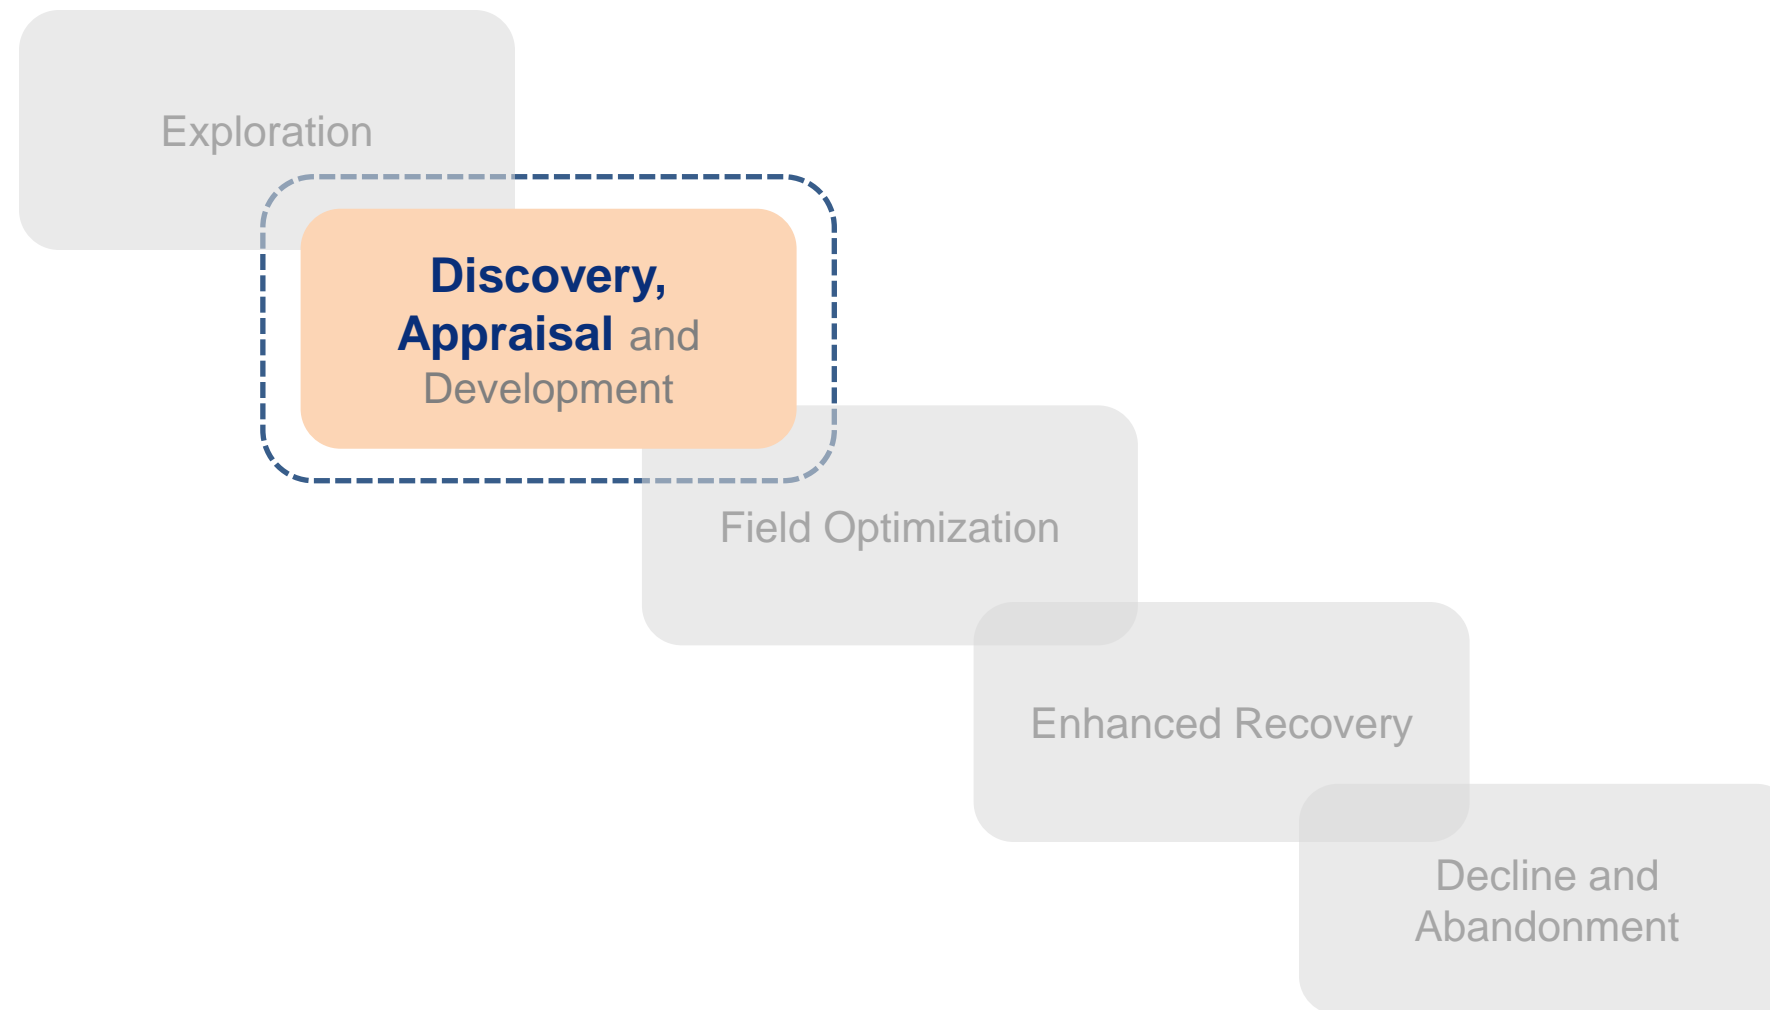 Exploration
Discovery,
Appraisal and
Development
Field Optimization
Enhanced Recovery
Decline and
Abandonment